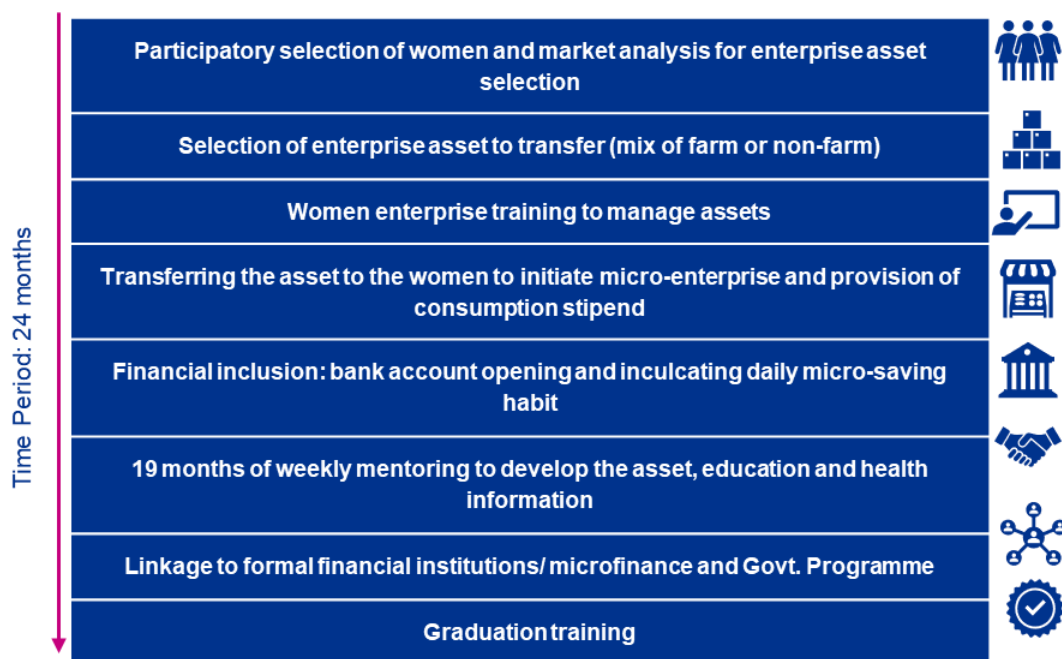 Time Period: 24 months
Participatory selection of women and market analysis for enterprise asset
selection
Selection of enterprise asset to transfer (mix of farm or non-farm)
Women enterprise training to manage assets
Transferring the asset to the women to initiate micro-enterprise and provision of
consumption stipend
Financial inclusion: bank account opening and inculcating daily micro-saving
habit
19 months of weekly mentoring to develop the asset, education and health
information
Linkage to formal financial institutions/ microfinance and Govt. Programme
Graduation training